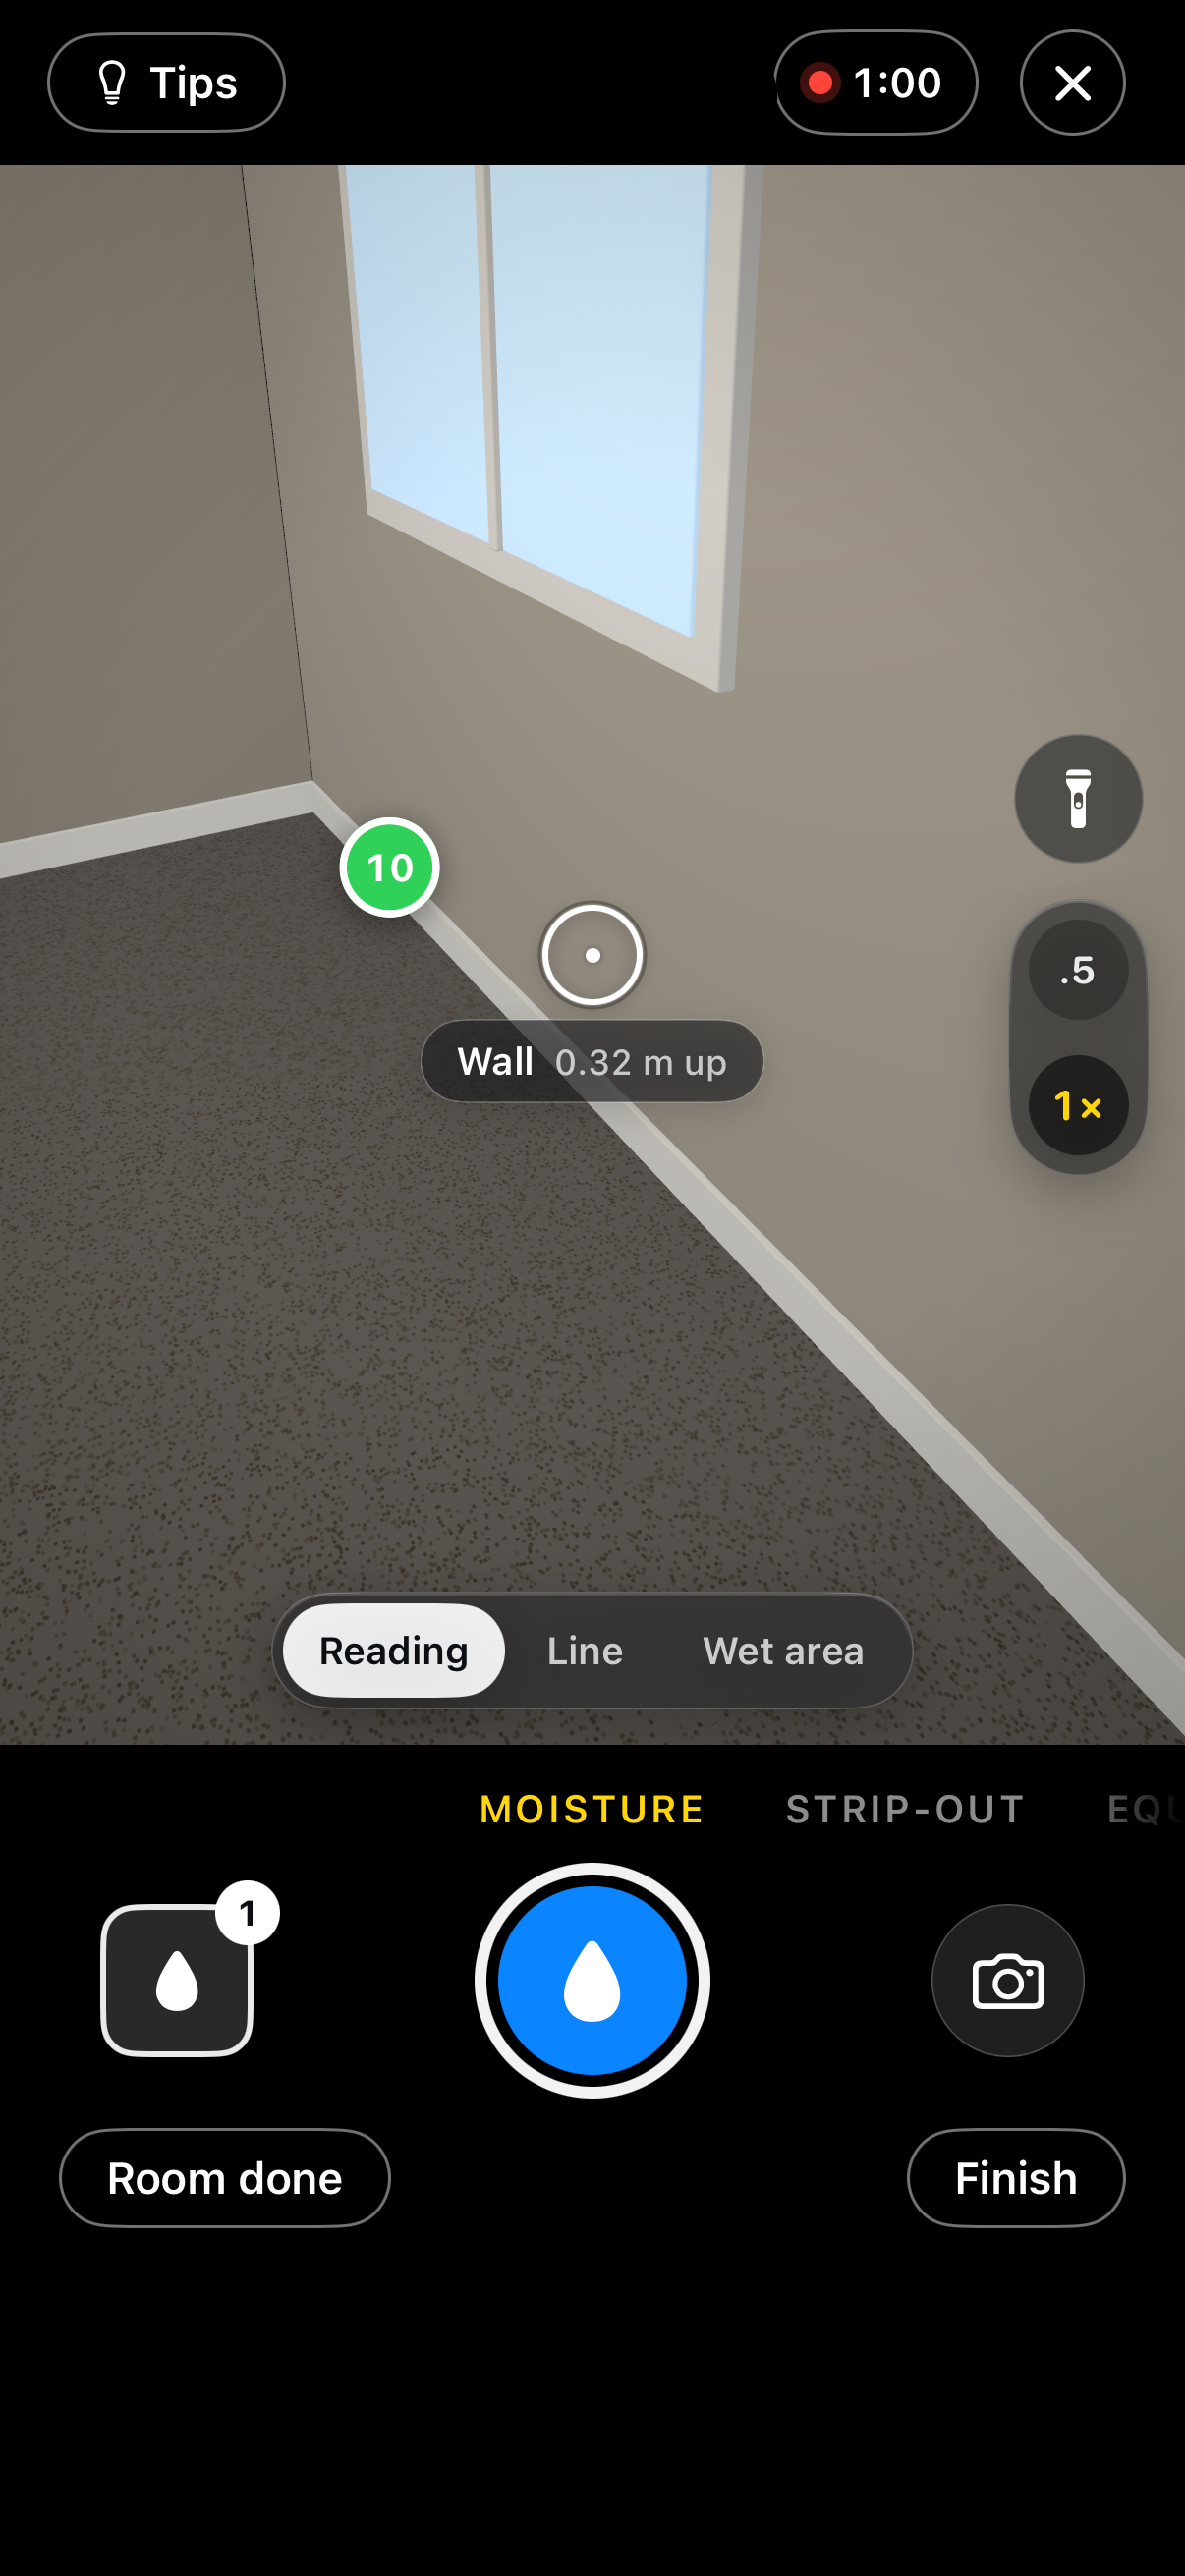 Tips
1:00
10
.5
Wall 0.32 m up
1×
Reading Line Wet area
MOISTURE STRIP-OUT EQU
1
Room done Finish